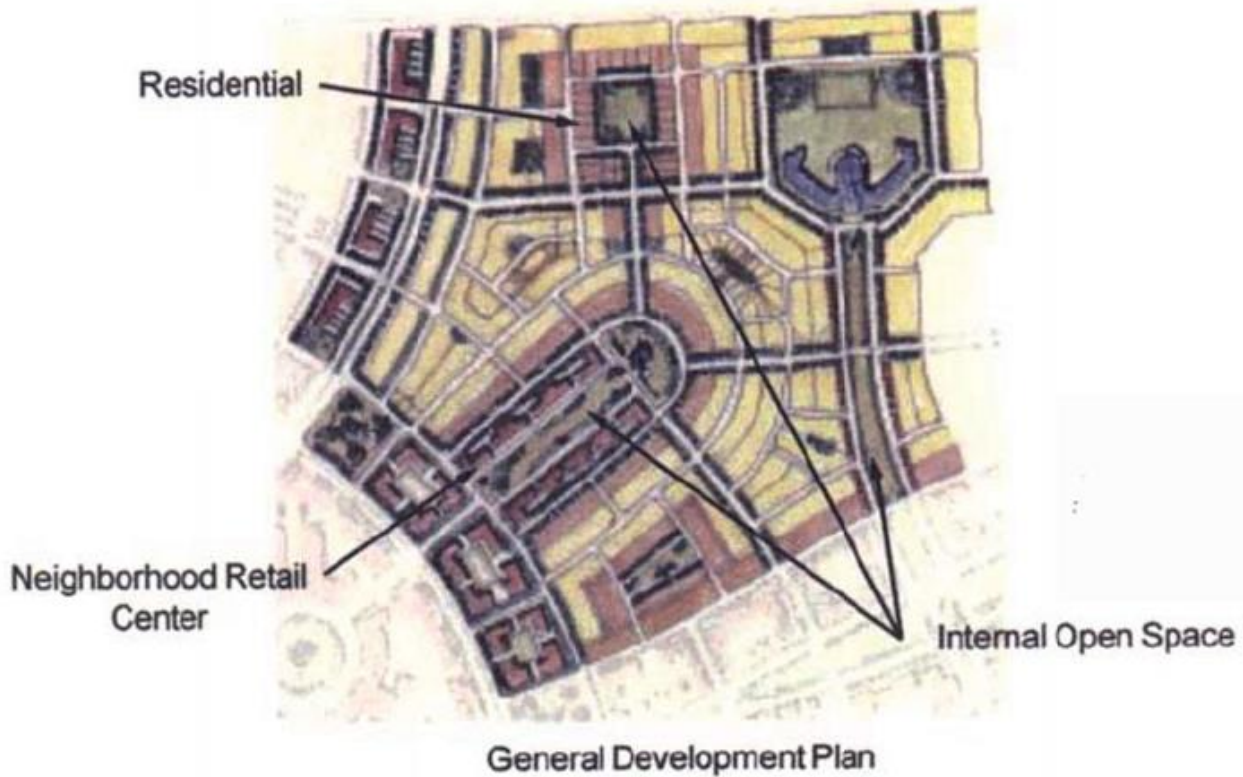 Residential
Neighborhood Retail
Center
Internal Open Space
General Development Plan